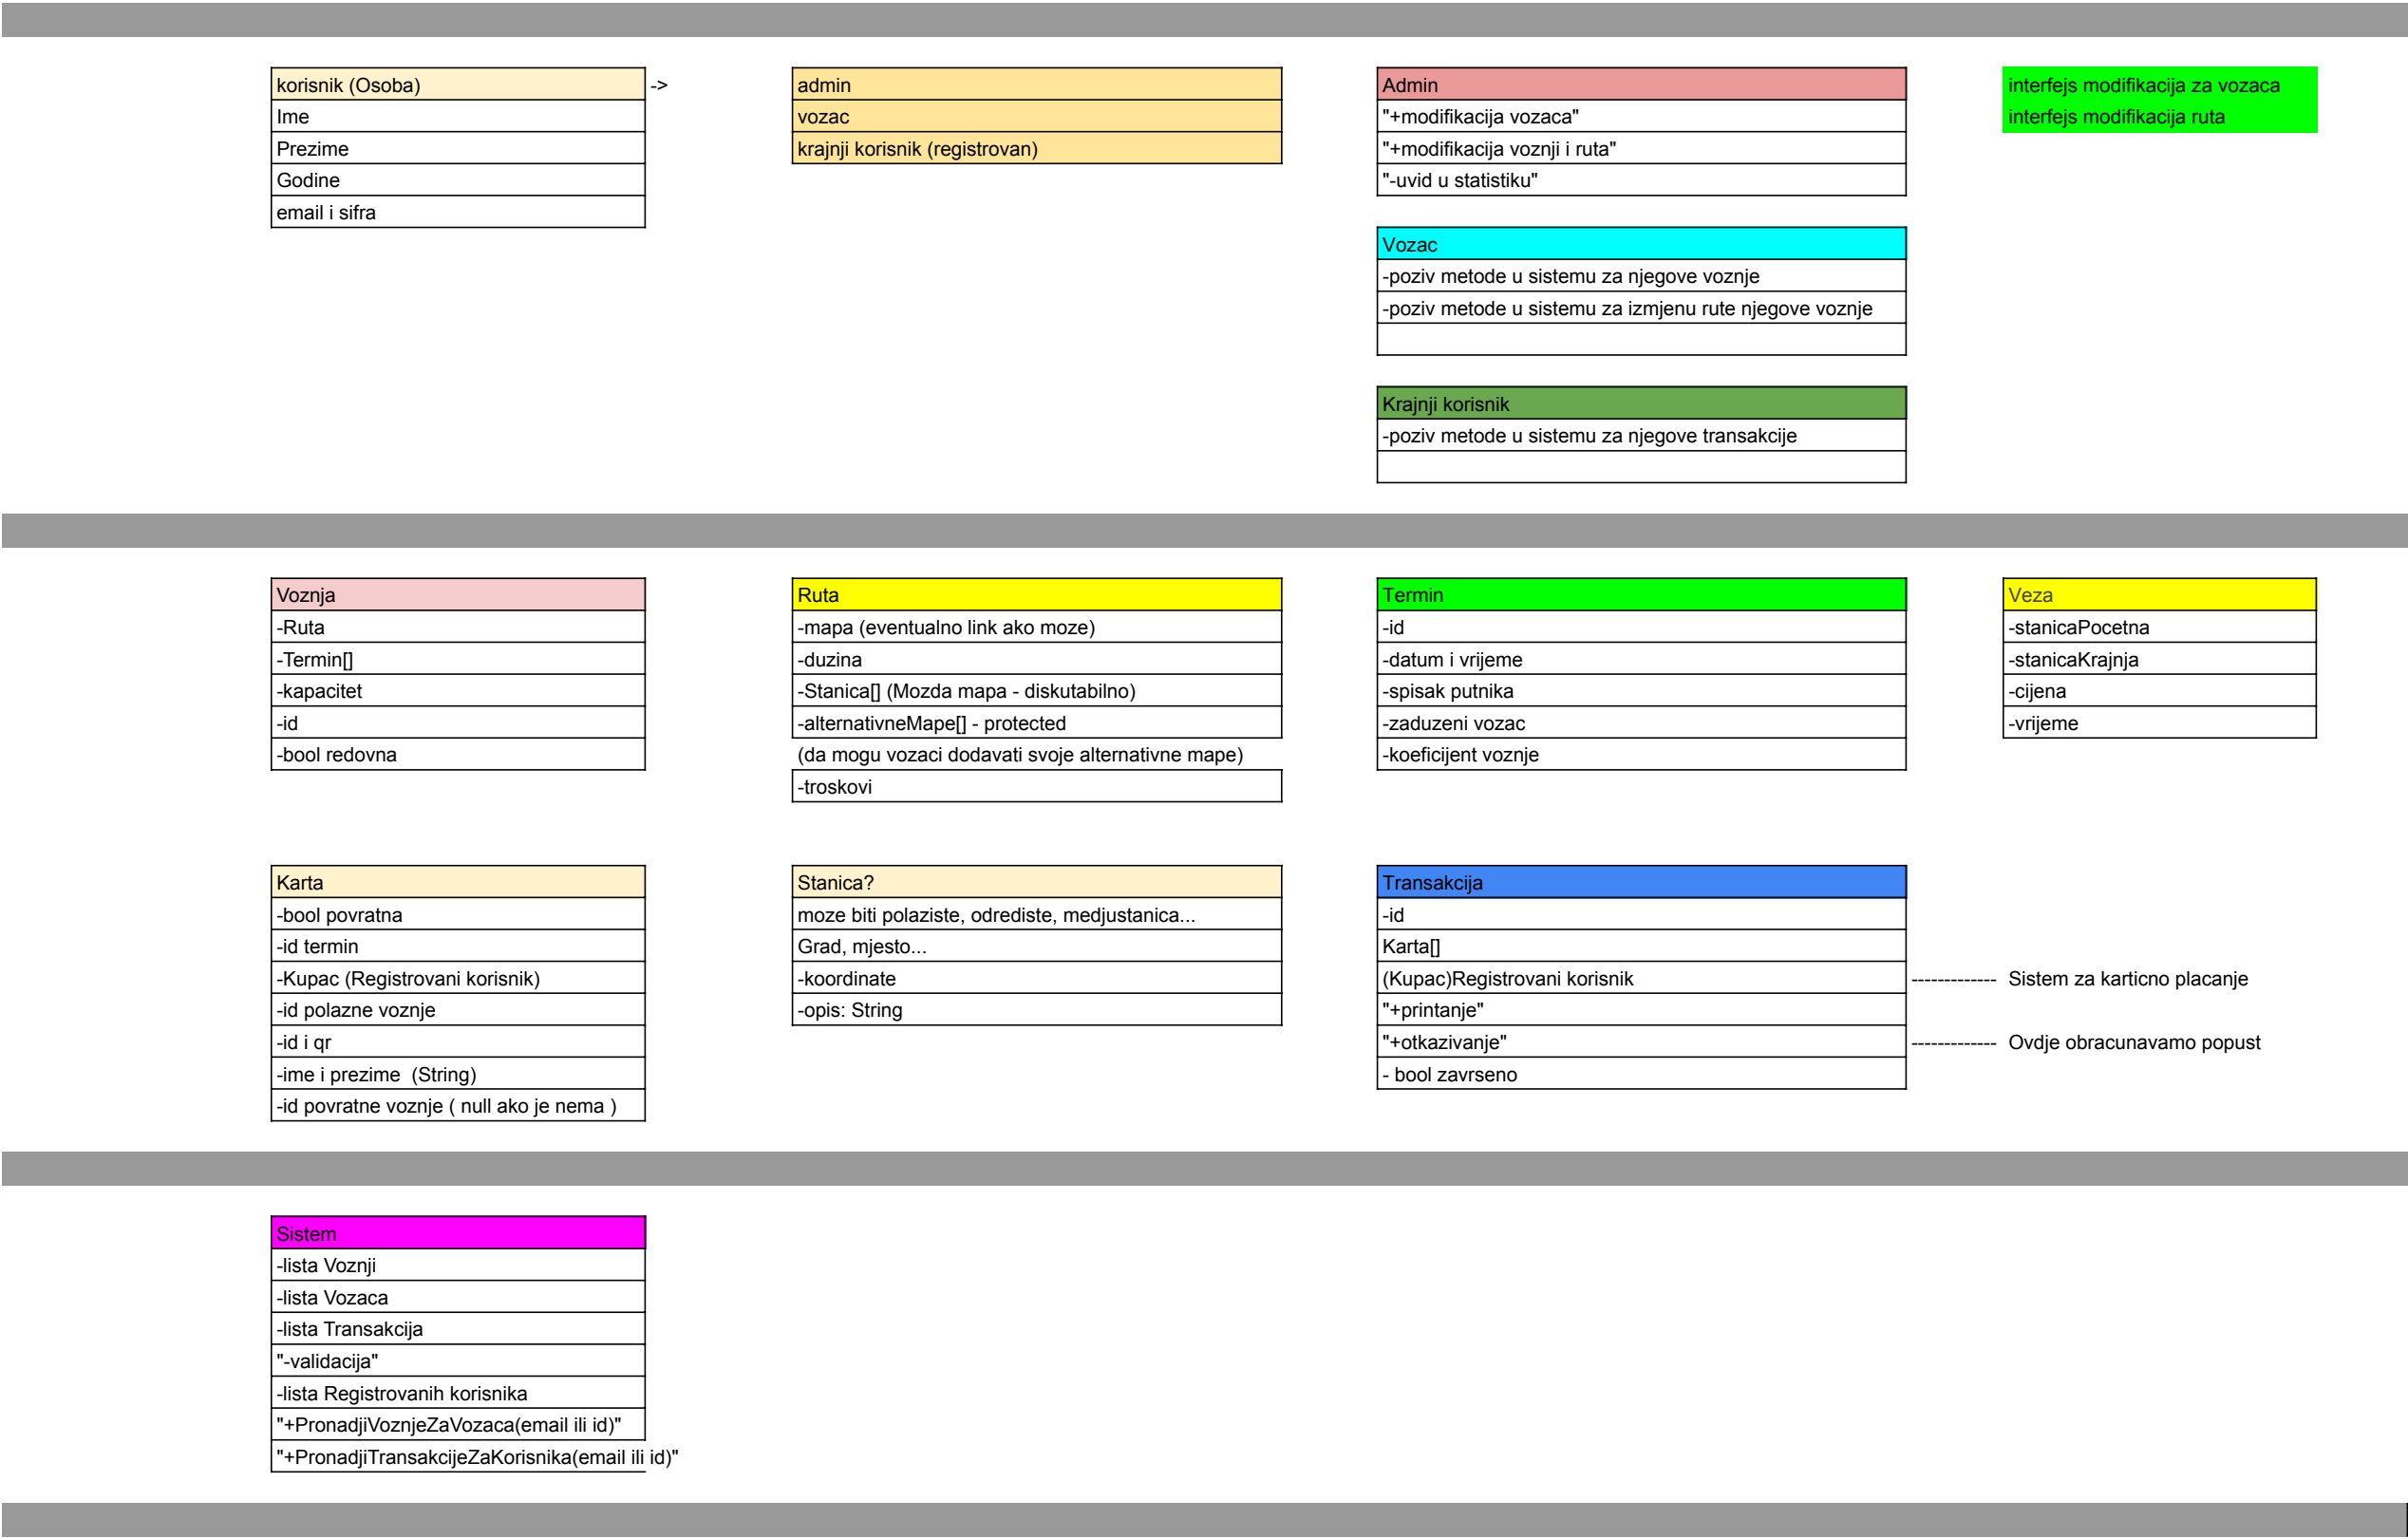 korisnik (Osoba)
->
Ime
Prezime
Godine
email i sifra
admin
vozac
krajnji korisnik (registrovan)
Admin
"+modifikacija vozaca"
"+modifikacija voznji i ruta"
"-uvid u statistiku"
interfejs modifikacija za vozaca
interfejs modifikacija ruta
Vozac
-poziv metode u sistemu za njegove voznje
-poziv metode u sistemu za izmjenu rute njegove voznje
Krajnji korisnik
-poziv metode u sistemu za njegove transakcije
Voznja
-Ruta
-Termin[]
-kapacitet
-id
-bool redovna
Ruta
-mapa (eventualno link ako moze)
-duzina
-Stanica[] (Mozda mapa - diskutabilno)
-alternativneMape[] - protected
(da mogu vozaci dodavati svoje alternativne mape)
-troskovi
Termin
-id
-datum i vrijeme
-spisak putnika
-zaduzeni vozac
-koeficijent voznje
Veza
-stanicaPocetna
-stanicaKrajnja
-cijena
-vrijeme
Karta
-bool povratna
-id termin
-Kupac (Registrovani korisnik)
-id polazne voznje
-id i qr
-ime i prezime  (String)
-id povratne voznje ( null ako je nema )
Stanica?
moze biti polaziste, odrediste, medjustanica...
Grad, mjesto...
-koordinate
-opis: String
Transakcija
-id
Karta[]
(Kupac)Registrovani korisnik
------------- Sistem za karticno placanje
"+printanje"
"+otkazivanje"
------------- Ovdje obracunavamo popust
- bool zavrseno
Sistem
-lista Voznji
-lista Vozaca
-lista Transakcija
"-validacija"
-lista Registrovanih korisnika
"+PronadjiVoznjeZaVozaca(email ili id)"
"+PronadjiTransakcijeZaKorisnika(email ili id)"